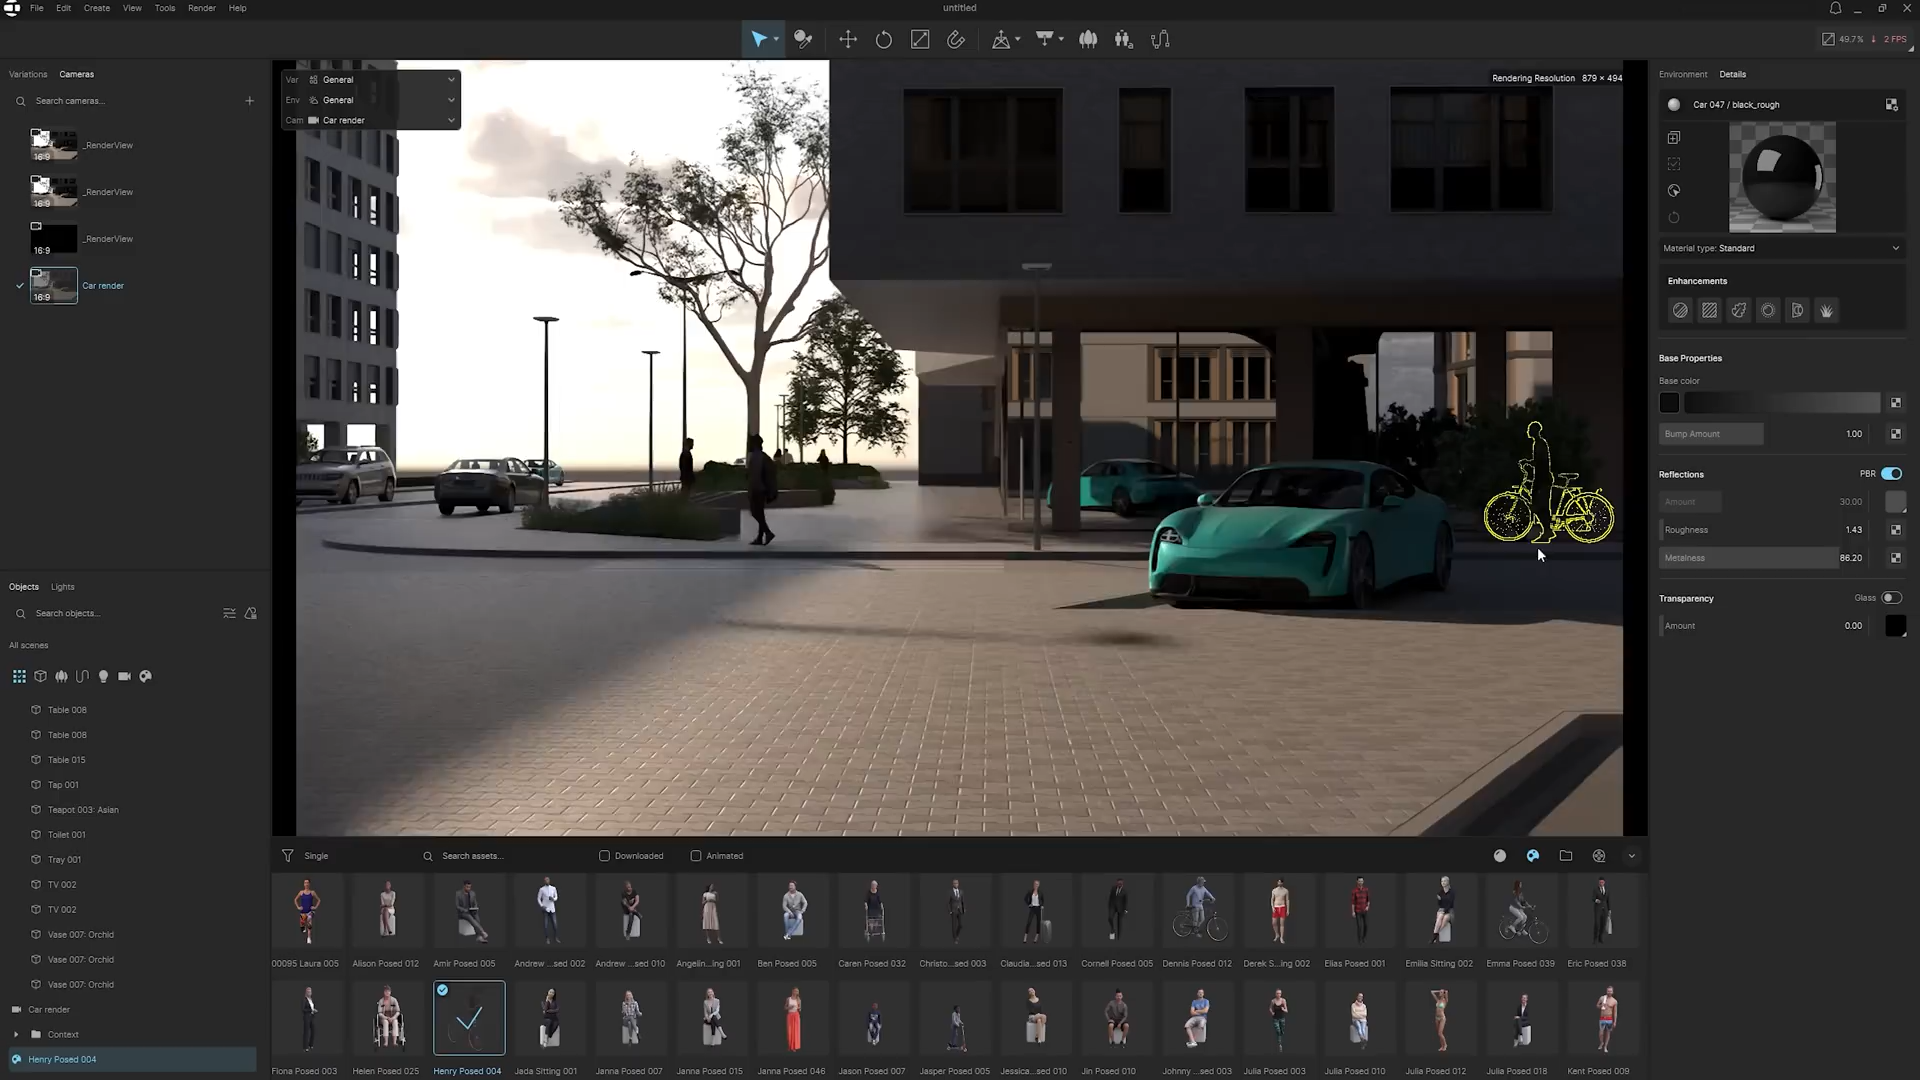 File Edit Create View Tools Render Help
untitled
49.7% ↓ 2 FPS
Variations Cameras
Search cameras...
16:9 _RenderView
16:9 _RenderView
16:9 _RenderView
16:9 Car render
Var General
Env General
Cam Car render
Rendering Resolution 879 × 494
Environment Details
Car 047 / black_rough
Material type: Standard
Enhancements
Base Properties
Base color
Bump Amount 1.00
Reflections PBR
Amount 30.00
Roughness 1.43
Metalness 86.20
Transparency Glass
Amount 0.00
Objects Lights
Search objects...
All scenes
Table 008
Table 008
Table 015
Tap 001
Teapot 003: Asian
Toilet 001
Tray 001
TV 002
TV 002
Vase 007: Orchid
Vase 007: Orchid
Vase 007: Orchid
Car render
Context
Henry Posed 004
Single Search assets... Downloaded Animated
00095 Laura 005 Alison Posed 012 Amir Posed 005 Andrew ...sed 002 Andrew ...sed 010 Angelin...ing 001 Ben Posed 005 Caren Posed 032 Christo...sed 003 Claudia...sed 013 Cornell Posed 005 Dennis Posed 012 Derek S...ing 002 Elias Posed 001 Emilia Sitting 002 Emma Posed 039 Eric Posed 038
Fiona Posed 003 Helen Posed 025 Henry Posed 004 Jada Sitting 001 Janna Posed 007 Janna Posed 015 Janna Posed 046 Jason Posed 007 Jasper Posed 005 Jessica...sed 010 Jin Posed 010 Johnny ...sed 003 Julia Posed 003 Julia Posed 010 Julia Posed 012 Julia Posed 018 Kent Posed 009